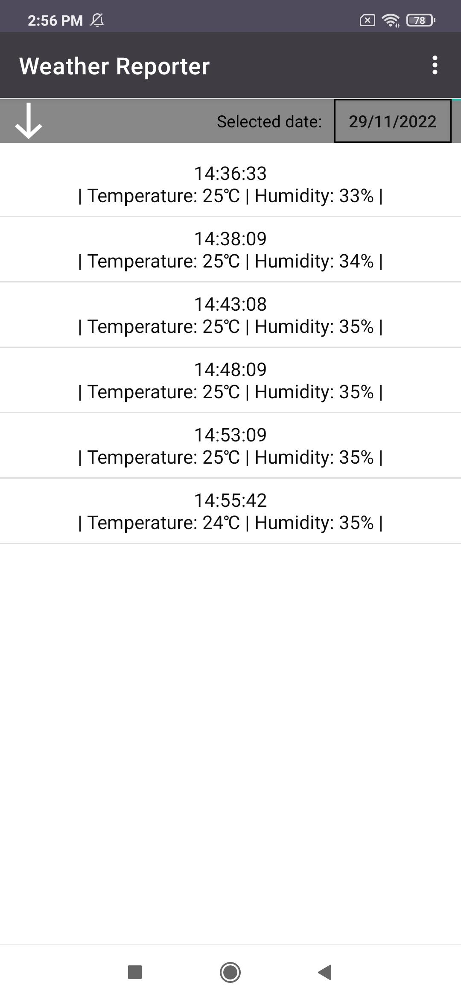 2:56 PM
78
Weather Reporter
Selected date: 29/11/2022
14:36:33
| Temperature: 25℃ | Humidity: 33% |
14:38:09
| Temperature: 25℃ | Humidity: 34% |
14:43:08
| Temperature: 25℃ | Humidity: 35% |
14:48:09
| Temperature: 25℃ | Humidity: 35% |
14:53:09
| Temperature: 25℃ | Humidity: 35% |
14:55:42
| Temperature: 24℃ | Humidity: 35% |